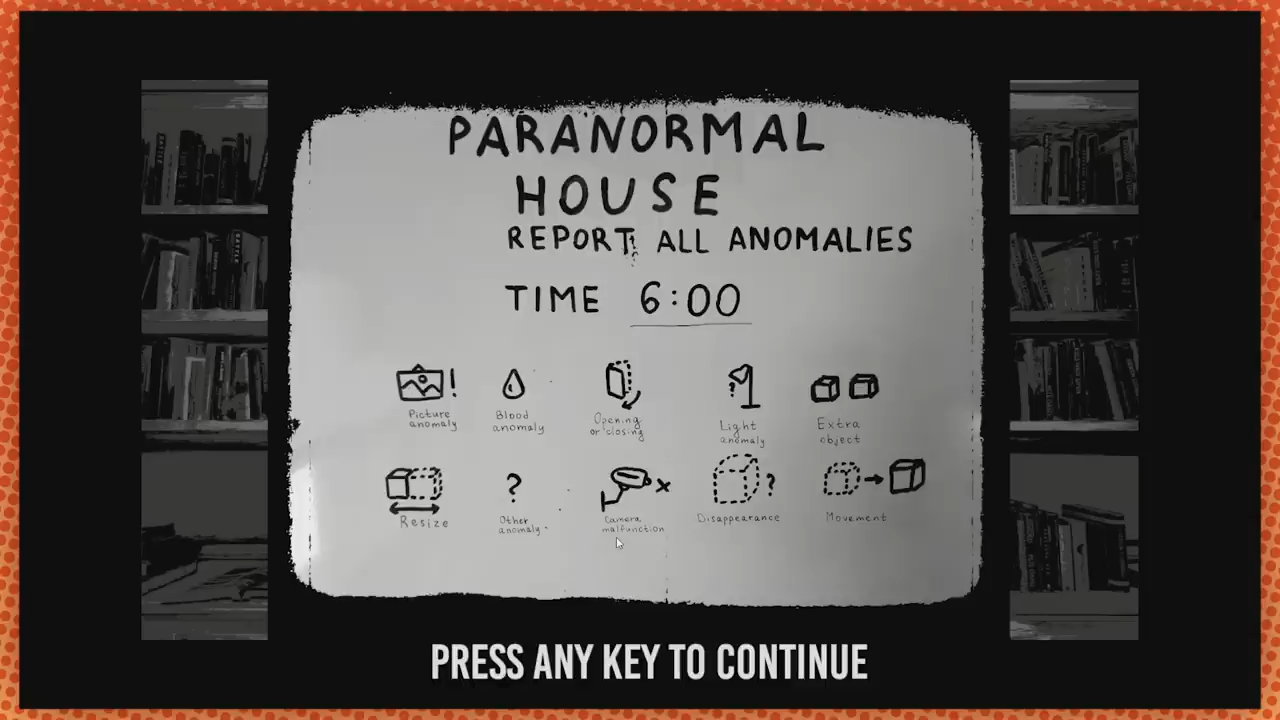 PARANORMAL
HOUSE
REPORT ALL ANOMALIES
TIME 6:00
Picture anomaly
Blood anomaly
Opening or closing
Light anomaly
Extra object
Resize
Other anomaly
Camera malfunction
Disappearance
Movement
PRESS ANY KEY TO CONTINUE